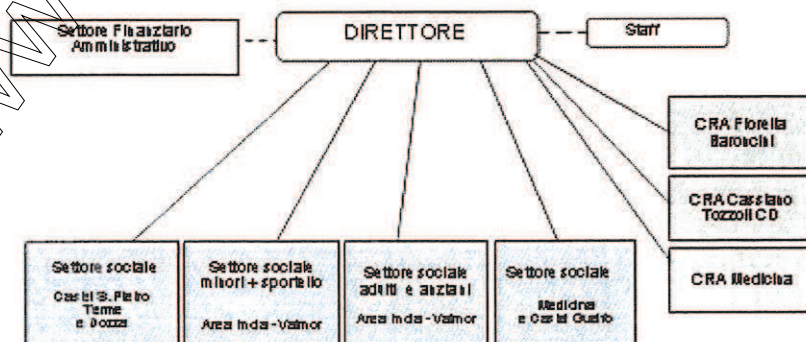 Settore Finanziario
Amministrativo
DIRETTORE
Staff
CRA Fiorella
Baroncini
CRA Cassiano
Tozzoli CD
CRA Medicina
Settore sociale
Castel S. Pietro
Terme
e Dozza
Settore sociale
minori + sportello
Area Imola - Valmor
Settore sociale
adulti e anziani
Area Imola - Valmor
Settore sociale
Medicina
e Castel Guelfo